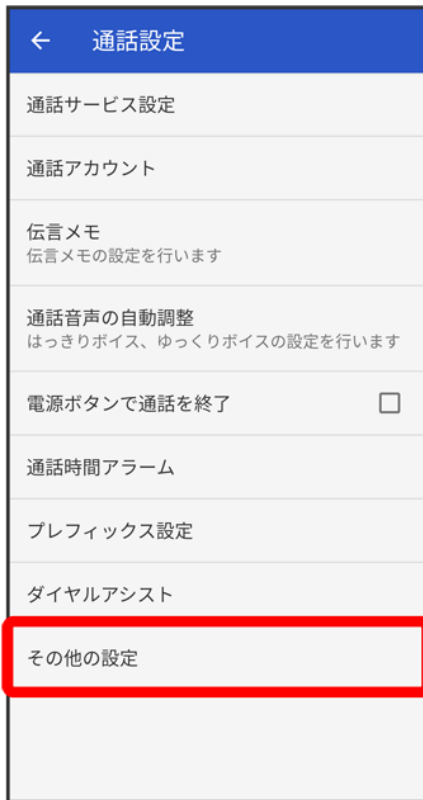 通話設定
通話サービス設定
通話アカウント
伝言メモ
伝言メモの設定を行います
通話音声の自動調整
はっきりボイス、ゆっくりボイスの設定を行います
電源ボタンで通話を終了
通話時間アラーム
プレフィックス設定
ダイヤルアシスト
その他の設定